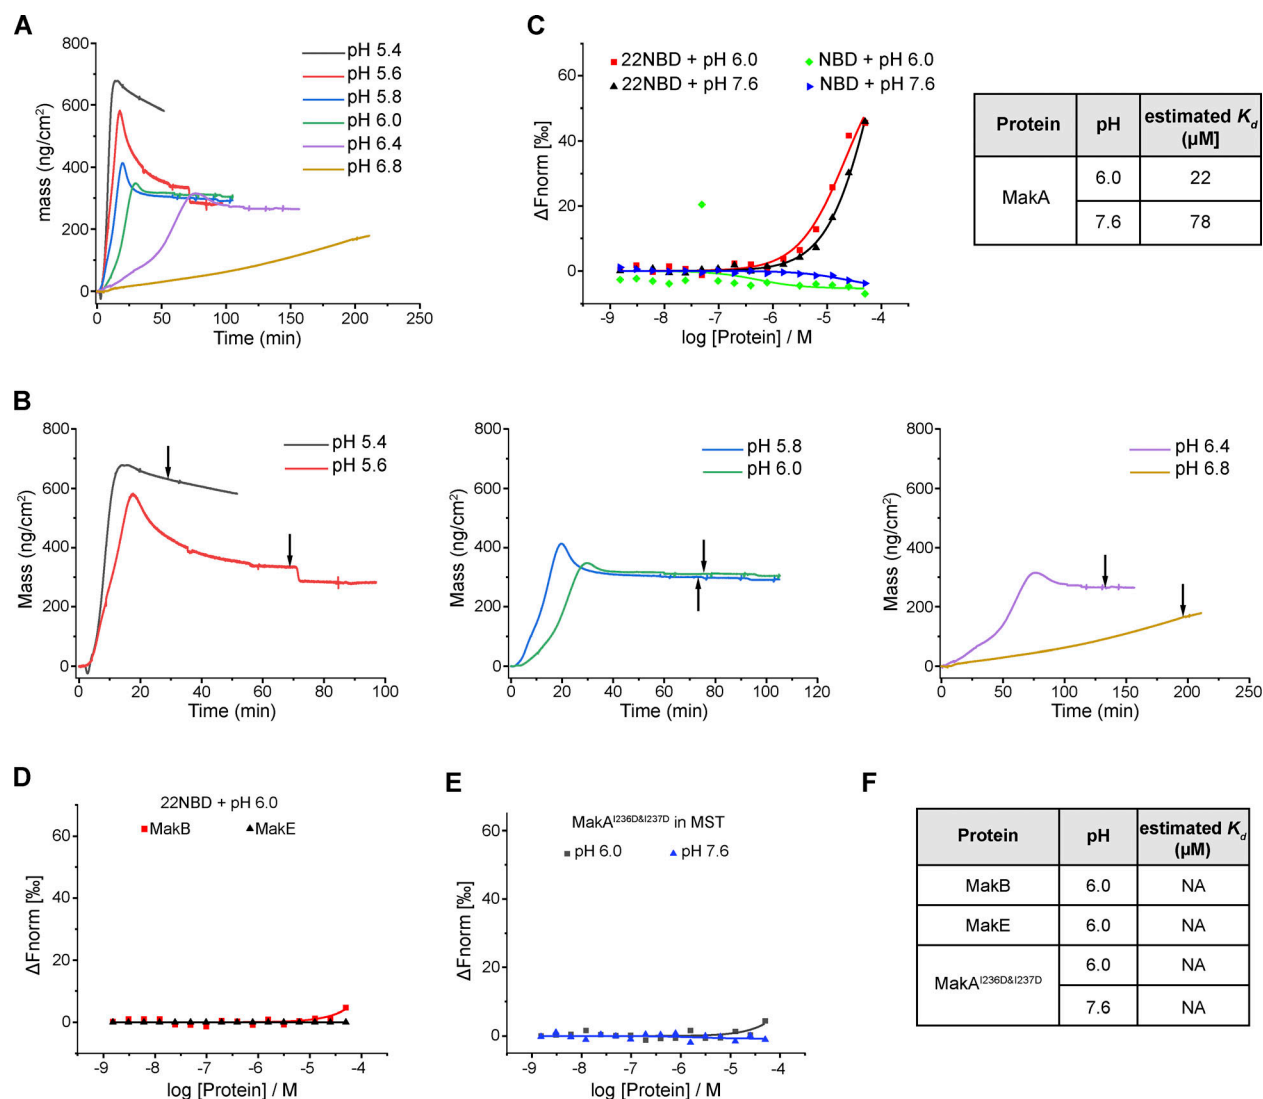 A
800
600
400
200
0
mass (ng/cm²)
0 50 100 150 200 250
Time (min)
pH 5.4
pH 5.6
pH 5.8
pH 6.0
pH 6.4
pH 6.8
C
22NBD + pH 6.0 NBD + pH 6.0
22NBD + pH 7.6 NBD + pH 7.6
60
40
20
0
ΔFnorm [‰]
-9 -8 -7 -6 -5 -4
log [Protein] / M
Protein pH estimated Kd
(µM]
MakA 6.0 22
7.6 78
B
800
600
400
200
0
Mass (ng/cm²)
0 20 40 60 80 100
Time (min)
pH 5.4
pH 5.6
800
600
400
200
0
Mass (ng/cm²)
0 20 40 60 80 100 120
Time (min)
pH 5.8
pH 6.0
800
600
400
200
0
Mass (ng/cm²)
0 50 100 150 200 250
Time (min)
pH 6.4
pH 6.8
D
22NBD + pH 6.0
MakB MakE
60
40
20
0
ΔFnorm [‰]
-9 -8 -7 -6 -5 -4
log [Protein] / M
E
MakA I236D&I237D in MST
pH 6.0 pH 7.6
60
40
20
0
ΔFnorm [‰]
-9 -8 -7 -6 -5 -4
log [Protein] / M
F
Protein pH estimated Kd
(µM)
MakB 6.0 NA
MakE 6.0 NA
MakA I236D&I237D 6.0 NA
7.6 NA